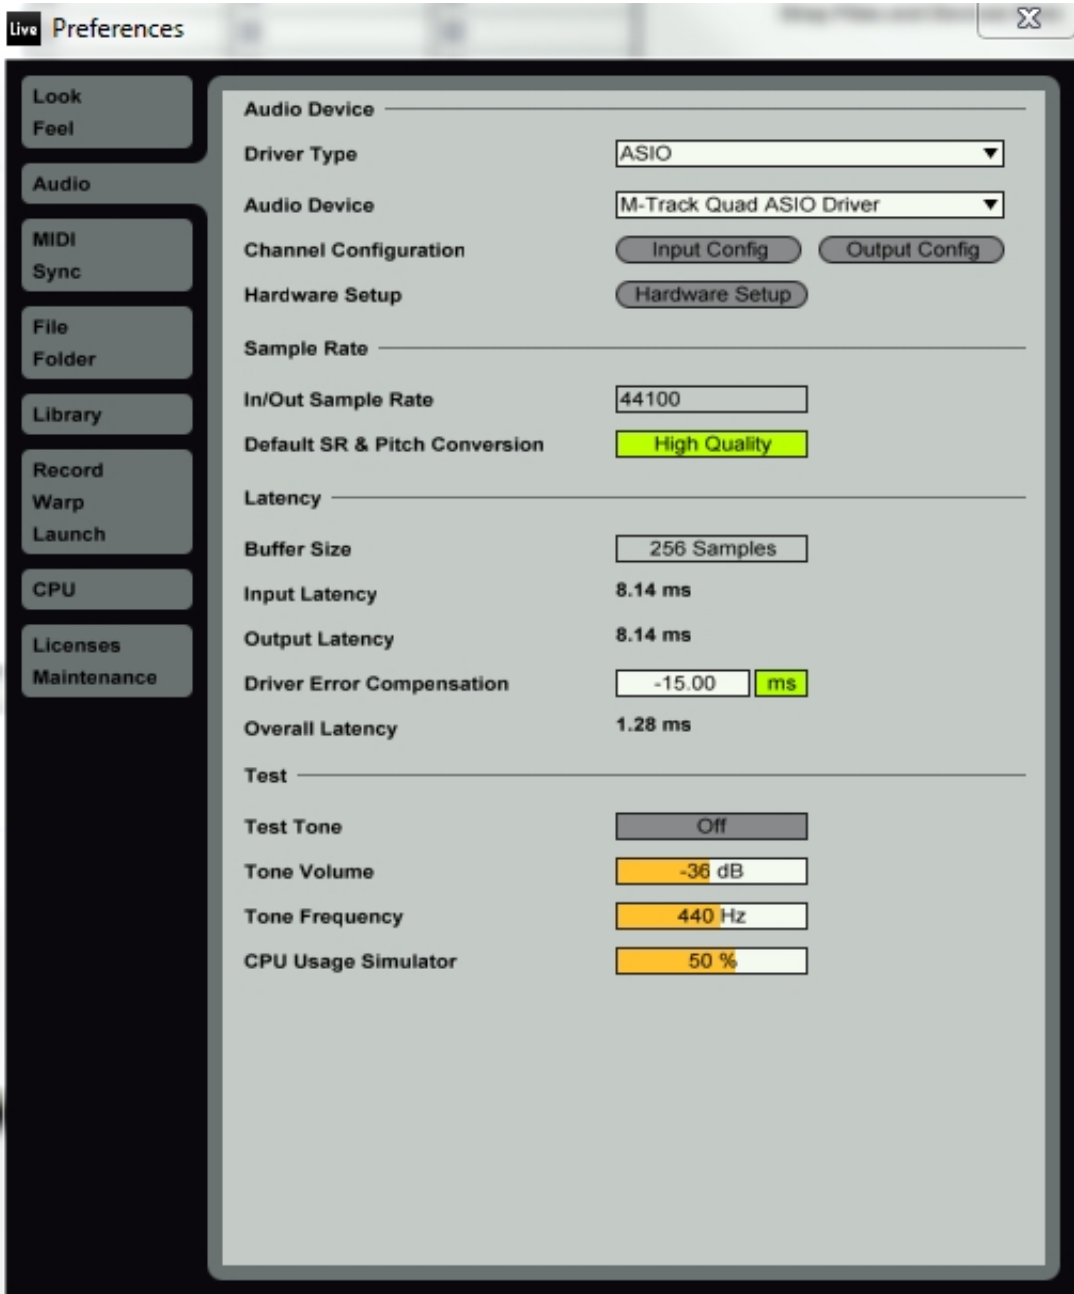 Live Preferences
Look
Feel
Audio
MIDI
Sync
File
Folder
Library
Record
Warp
Launch
CPU
Licenses
Maintenance
Audio Device
Driver Type ASIO
Audio Device M-Track Quad ASIO Driver
Channel Configuration Input Config Output Config
Hardware Setup Hardware Setup
Sample Rate
In/Out Sample Rate 44100
Default SR & Pitch Conversion High Quality
Latency
Buffer Size 256 Samples
Input Latency 8.14 ms
Output Latency 8.14 ms
Driver Error Compensation -15.00 ms
Overall Latency 1.28 ms
Test
Test Tone Off
Tone Volume -36 dB
Tone Frequency 440 Hz
CPU Usage Simulator 50 %